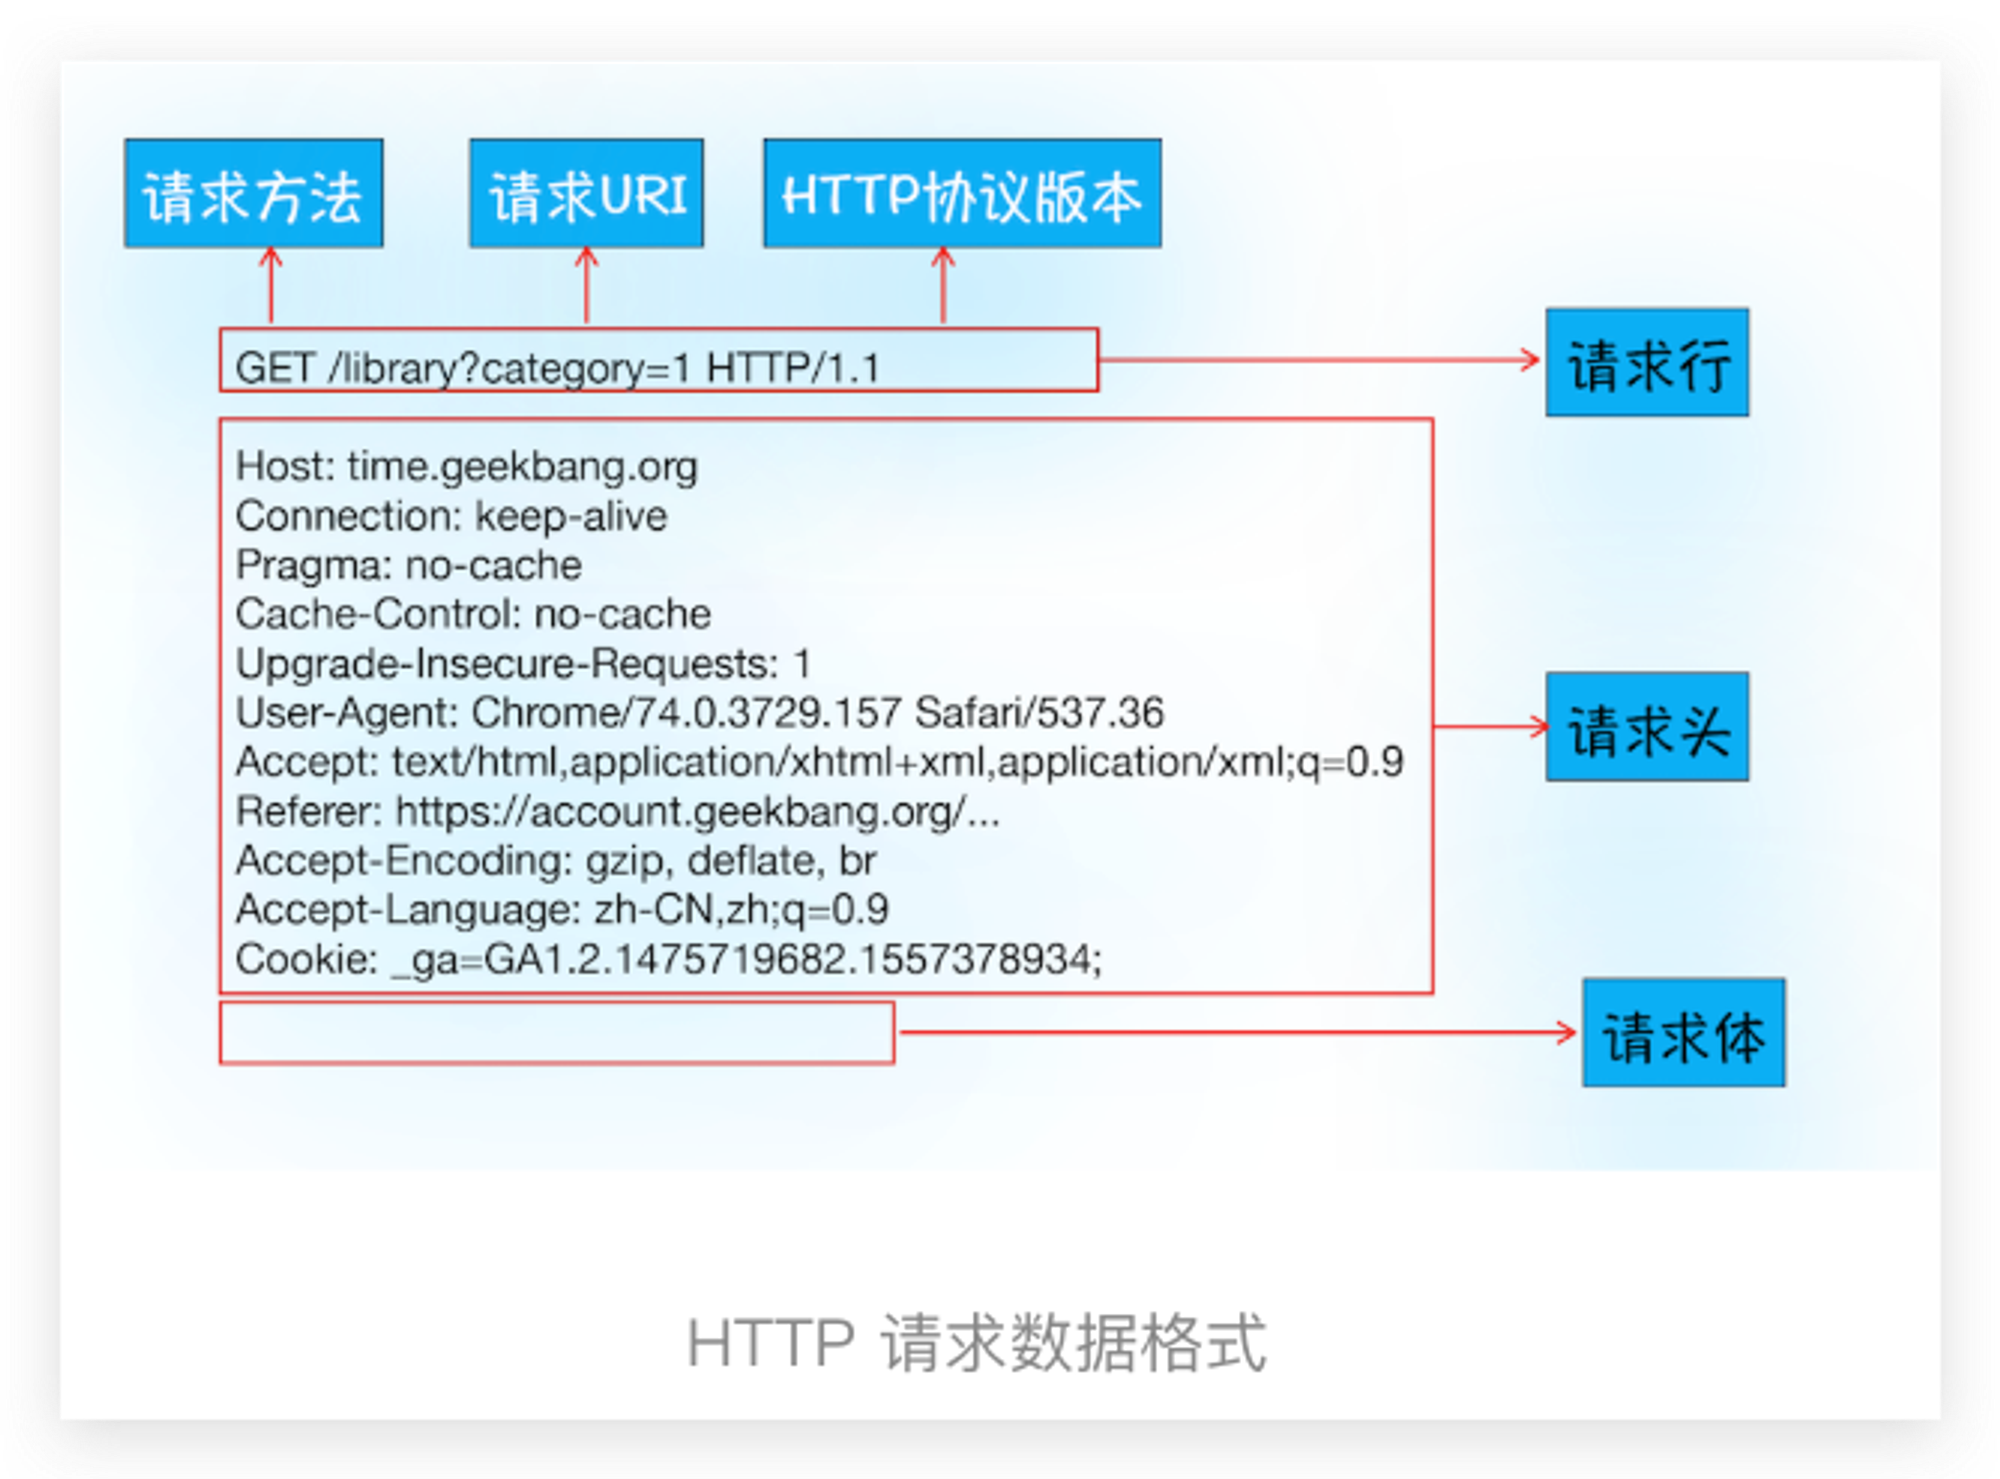 请求方法 请求URI HTTP协议版本
GET /library?category=1 HTTP/1.1
请求行
Host: time.geekbang.org
Connection: keep-alive
Pragma: no-cache
Cache-Control: no-cache
Upgrade-Insecure-Requests: 1
User-Agent: Chrome/74.0.3729.157 Safari/537.36
Accept: text/html,application/xhtml+xml,application/xml;q=0.9
Referer: https://account.geekbang.org/...
Accept-Encoding: gzip, deflate, br
Accept-Language: zh-CN,zh;q=0.9
Cookie: _ga=GA1.2.1475719682.1557378934;
请求头
请求体
HTTP 请求数据格式